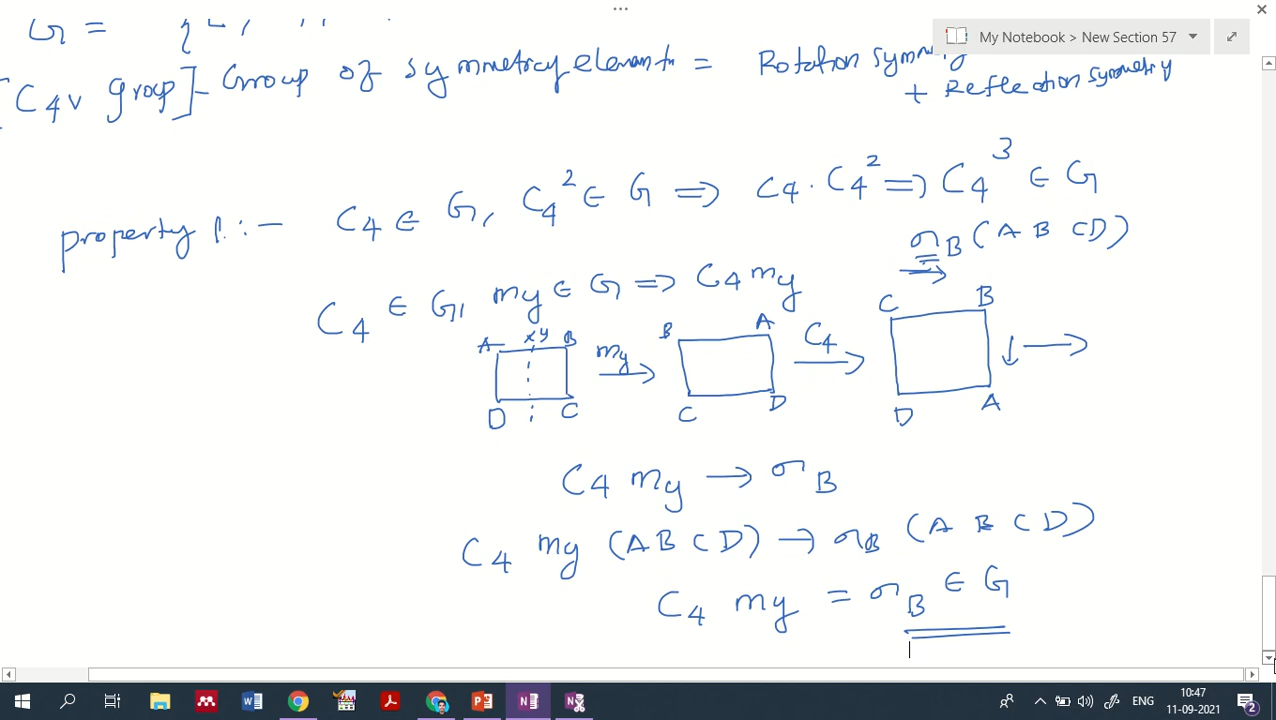 My Notebook > New Section 57
G =
[C4v group] - Group of symmetry elements = Rotation symmetry
+ Reflection symmetry
property 1:- C4 ∈ G, C4² ∈ G ⇒ C4 · C4² ⇒ C4³ ∈ G
σB (A B C D)
C4 ∈ G, my ∈ G ⇒ C4 my
A xy B my B A C4 C B
D C C D D A
C4 my → σB
C4 my (A B C D) → σB (A B C D)
C4 my = σB ∈ G
ENG
10:47
11-09-2021
2